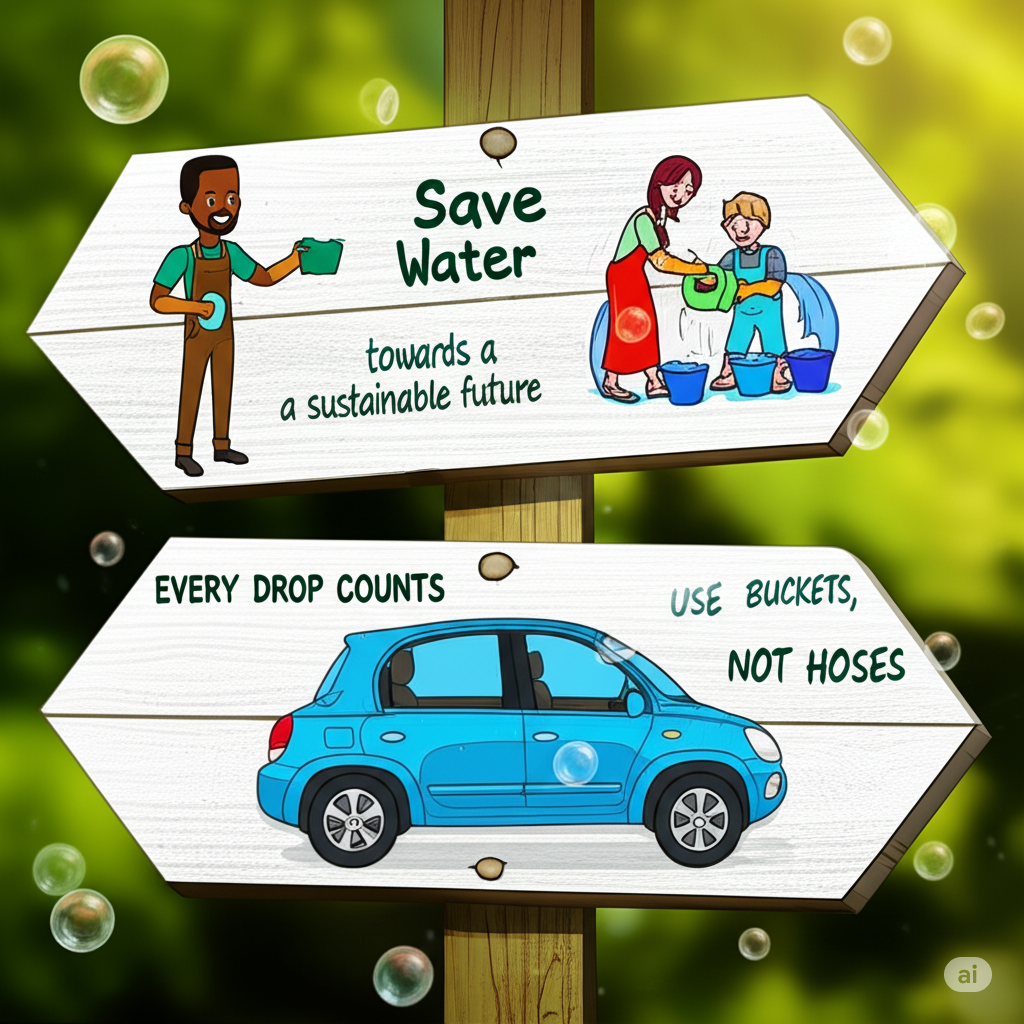 Save
Water
towards a
a sustainable future
EVERY DROP COUNTS
USE BUCKETS,
NOT HOSES
ai